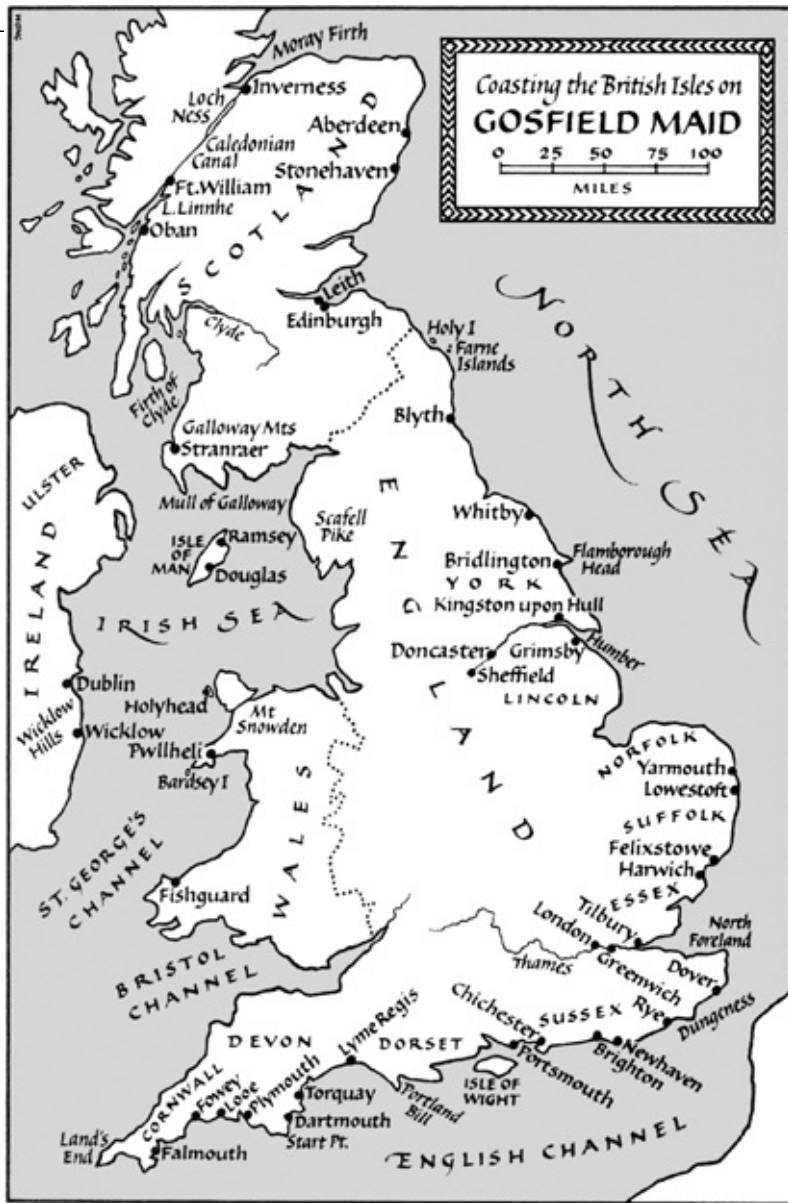 Coasting the British Isles on
GOSFIELD MAID
0 25 50 75 100
MILES
Moray Firth
Inverness
Loch
Ness
Aberdeen
Caledonian
Canal
Stonehaven
Ft. William
L. Linnhe
Oban
SCOTLAND
Leith
Edinburgh
Clyde
Holy I
Farne
Islands
Firth of
Clyde
NORTH SEA
Galloway Mts
Stranraer
Blyth
ULSTER
Mull of Galloway
Scafell
Pike
ENGLAND
Whitby
ISLE
OF
MAN
Ramsey
Douglas
Bridlington
Flamborough
Head
YORK
IRELAND
IRISH SEA
Kingston upon Hull
Doncaster
Grimsby
Humber
Sheffield
LINCOLN
Dublin
Holyhead
Mt
Snowden
Wicklow
Hills
Wicklow
Pwllheli
Bardsey I
NORFOLK
Yarmouth
Lowestoft
SUFFOLK
WALES
ST. GEORGE'S
CHANNEL
Fishguard
Felixstowe
Harwich
ESSEX
Tilbury
London
Greenwich
North
Foreland
BRISTOL
CHANNEL
Thames
Dover
Rye
Dungeness
Chichester
SUSSEX
Newhaven
Brighton
Portsmouth
DEVON
Lyme Regis
DORSET
ISLE OF
WIGHT
Portland
Bill
CORNWALL
Fowey
Looe
Plymouth
Torquay
Dartmouth
Start Pt.
Land's
End
Falmouth
ENGLISH CHANNEL